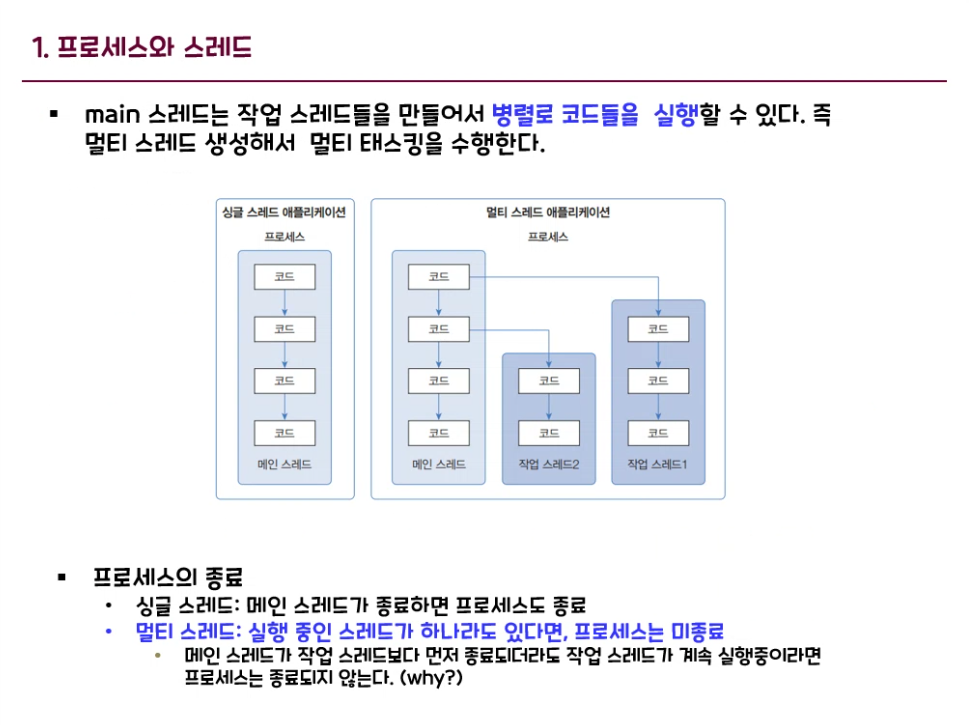 1. 프로세스와 스레드
▪ main 스레드는 작업 스레드들을 만들어서 병렬로 코드들을 실행할 수 있다. 즉
멀티 스레드 생성해서 멀티 태스킹을 수행한다.
싱글 스레드 애플리케이션
프로세스
코드
코드
코드
코드
메인 스레드
멀티 스레드 애플리케이션
프로세스
코드
코드
코드
코드
메인 스레드
코드
코드
작업 스레드2
코드
코드
코드
작업 스레드1
▪ 프로세스의 종료
• 싱글 스레드: 메인 스레드가 종료하면 프로세스도 종료
• 멀티 스레드: 실행 중인 스레드가 하나라도 있다면, 프로세스는 미종료
• 메인 스레드가 작업 스레드보다 먼저 종료되더라도 작업 스레드가 계속 실행중이라면
프로세스는 종료되지 않는다. (why?)